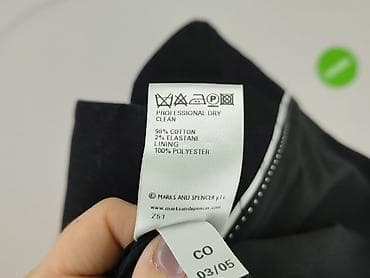 PROFESSIONAL DRY
CLEAN
98% COTTON
2% ELASTANE
LINING
100% POLYESTER
© MARKS AND SPENCER p.l.c.
www.marksandspencer.com
Z51
CO
03/05